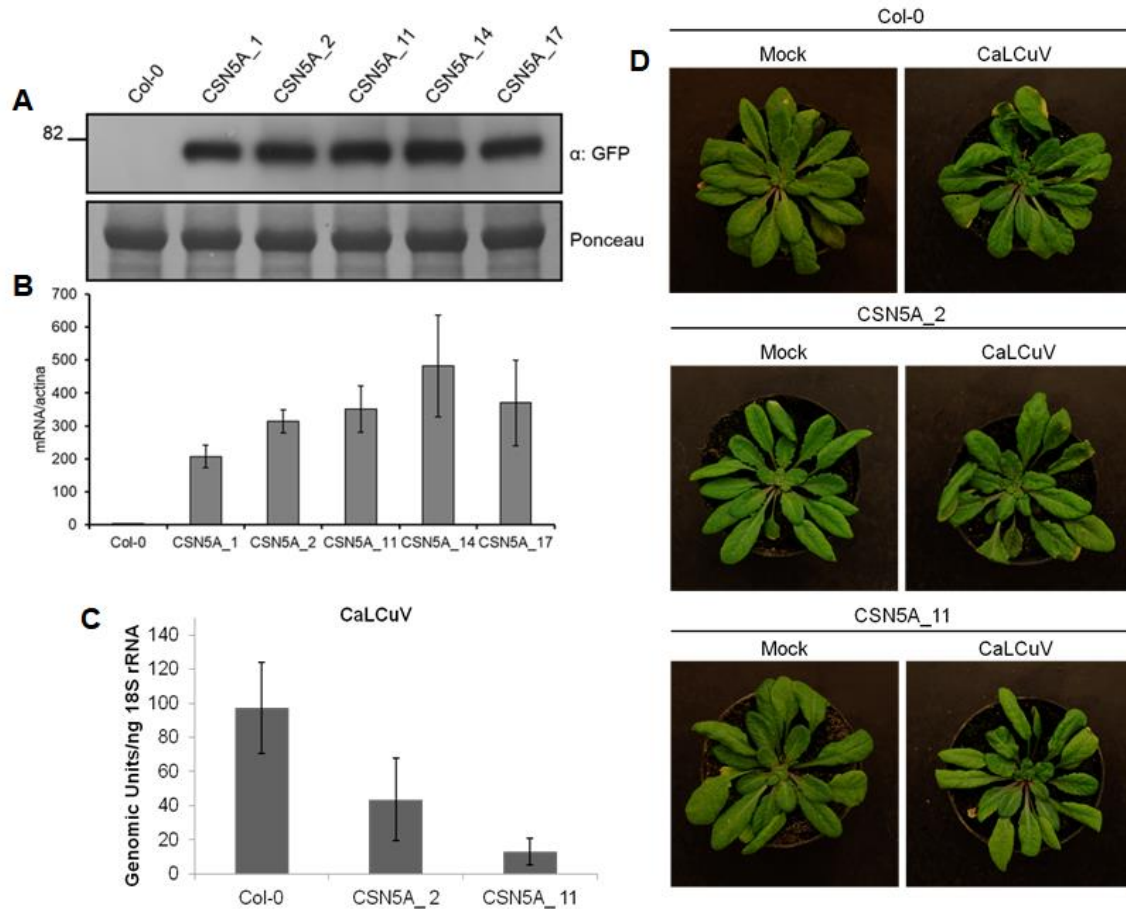 A
Col-0 CSN5A_1 CSN5A_2 CSN5A_11 CSN5A_14 CSN5A_17
82
α: GFP
Ponceau
B
mRNA/actina
700
600
500
400
300
200
100
0
Col-0 CSN5A_1 CSN5A_2 CSN5A_11 CSN5A_14 CSN5A_17
C
CaLCuV
Genomic Units/ng 18S rRNA
140
120
100
80
60
40
20
0
Col-0 CSN5A_2 CSN5A_11
D
Col-0
Mock CaLCuV
CSN5A_2
Mock CaLCuV
CSN5A_11
Mock CaLCuV